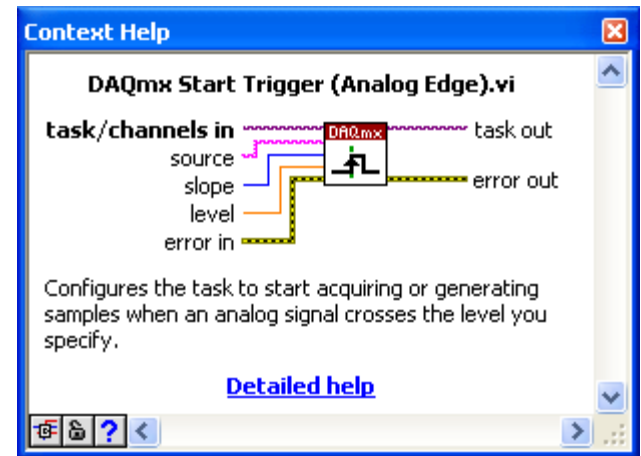 Context Help
DAQmx Start Trigger (Analog Edge).vi
task/channels in DAQmx task out
source
slope error out
level
error in
Configures the task to start acquiring or generating
samples when an analog signal crosses the level you
specify.
Detailed help
?